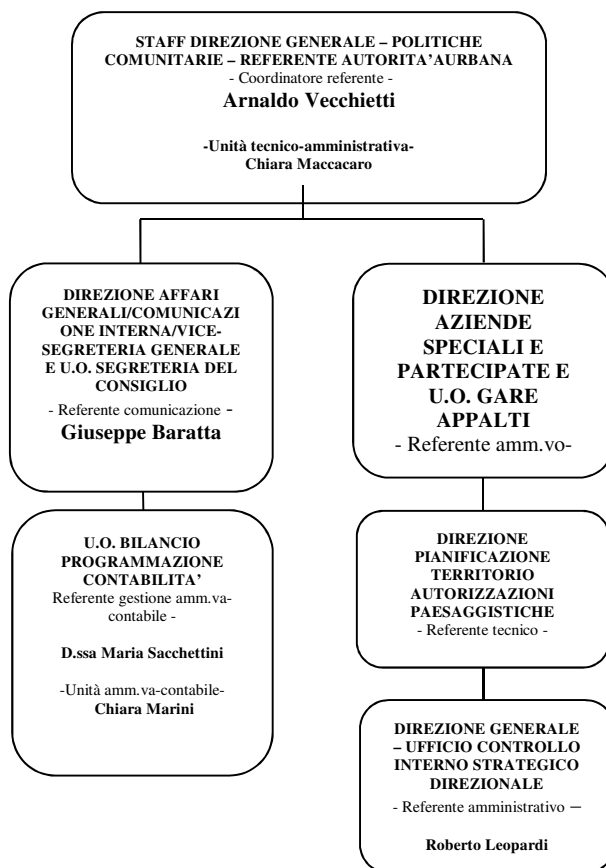 STAFF DIREZIONE GENERALE – POLITICHE
COMUNITARIE – REFERENTE AUTORITA'AURBANA
- Coordinatore referente -
Arnaldo Vecchietti
-Unità tecnico-amministrativa-
Chiara Maccacaro
DIREZIONE AFFARI
GENERALI/COMUNICAZI
ONE INTERNA/VICE-
SEGRETERIA GENERALE
E U.O. SEGRETERIA DEL
CONSIGLIO
- Referente comunicazione -
Giuseppe Baratta
U.O. BILANCIO
PROGRAMMAZIONE
CONTABILITA'
Referente gestione amm.va-
contabile -
D.ssa Maria Sacchettini
-Unità amm.va-contabile-
Chiara Marini
DIREZIONE
AZIENDE
SPECIALI E
PARTECIPATE E
U.O. GARE
APPALTI
- Referente amm.vo-
DIREZIONE
PIANIFICAZIONE
TERRITORIO
AUTORIZZAZIONI
PAESAGGISTICHE
- Referente tecnico -
DIREZIONE GENERALE
– UFFICIO CONTROLLO
INTERNO STRATEGICO
DIREZIONALE
- Referente amministrativo –
Roberto Leopardi